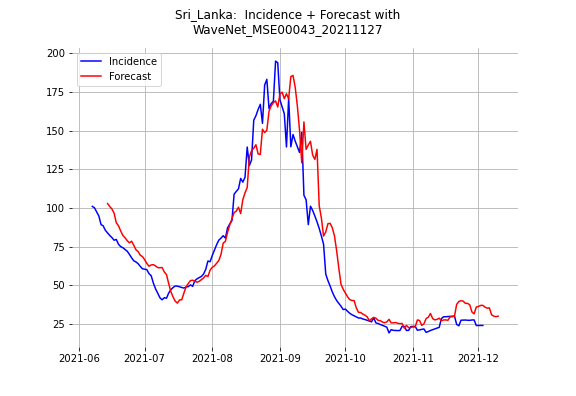 Sri_Lanka:  Incidence + Forecast with
WaveNet_MSE00043_20211127
Incidence
Forecast
200
175
150
125
100
75
50
25
2021-06 2021-07 2021-08 2021-09 2021-10 2021-11 2021-12